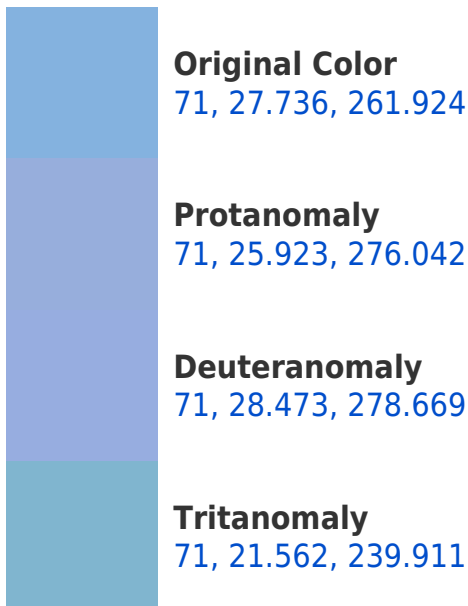 Original Color
71, 27.736, 261.924
Protanomaly
71, 25.923, 276.042
Deuteranomaly
71, 28.473, 278.669
Tritanomaly
71, 21.562, 239.911